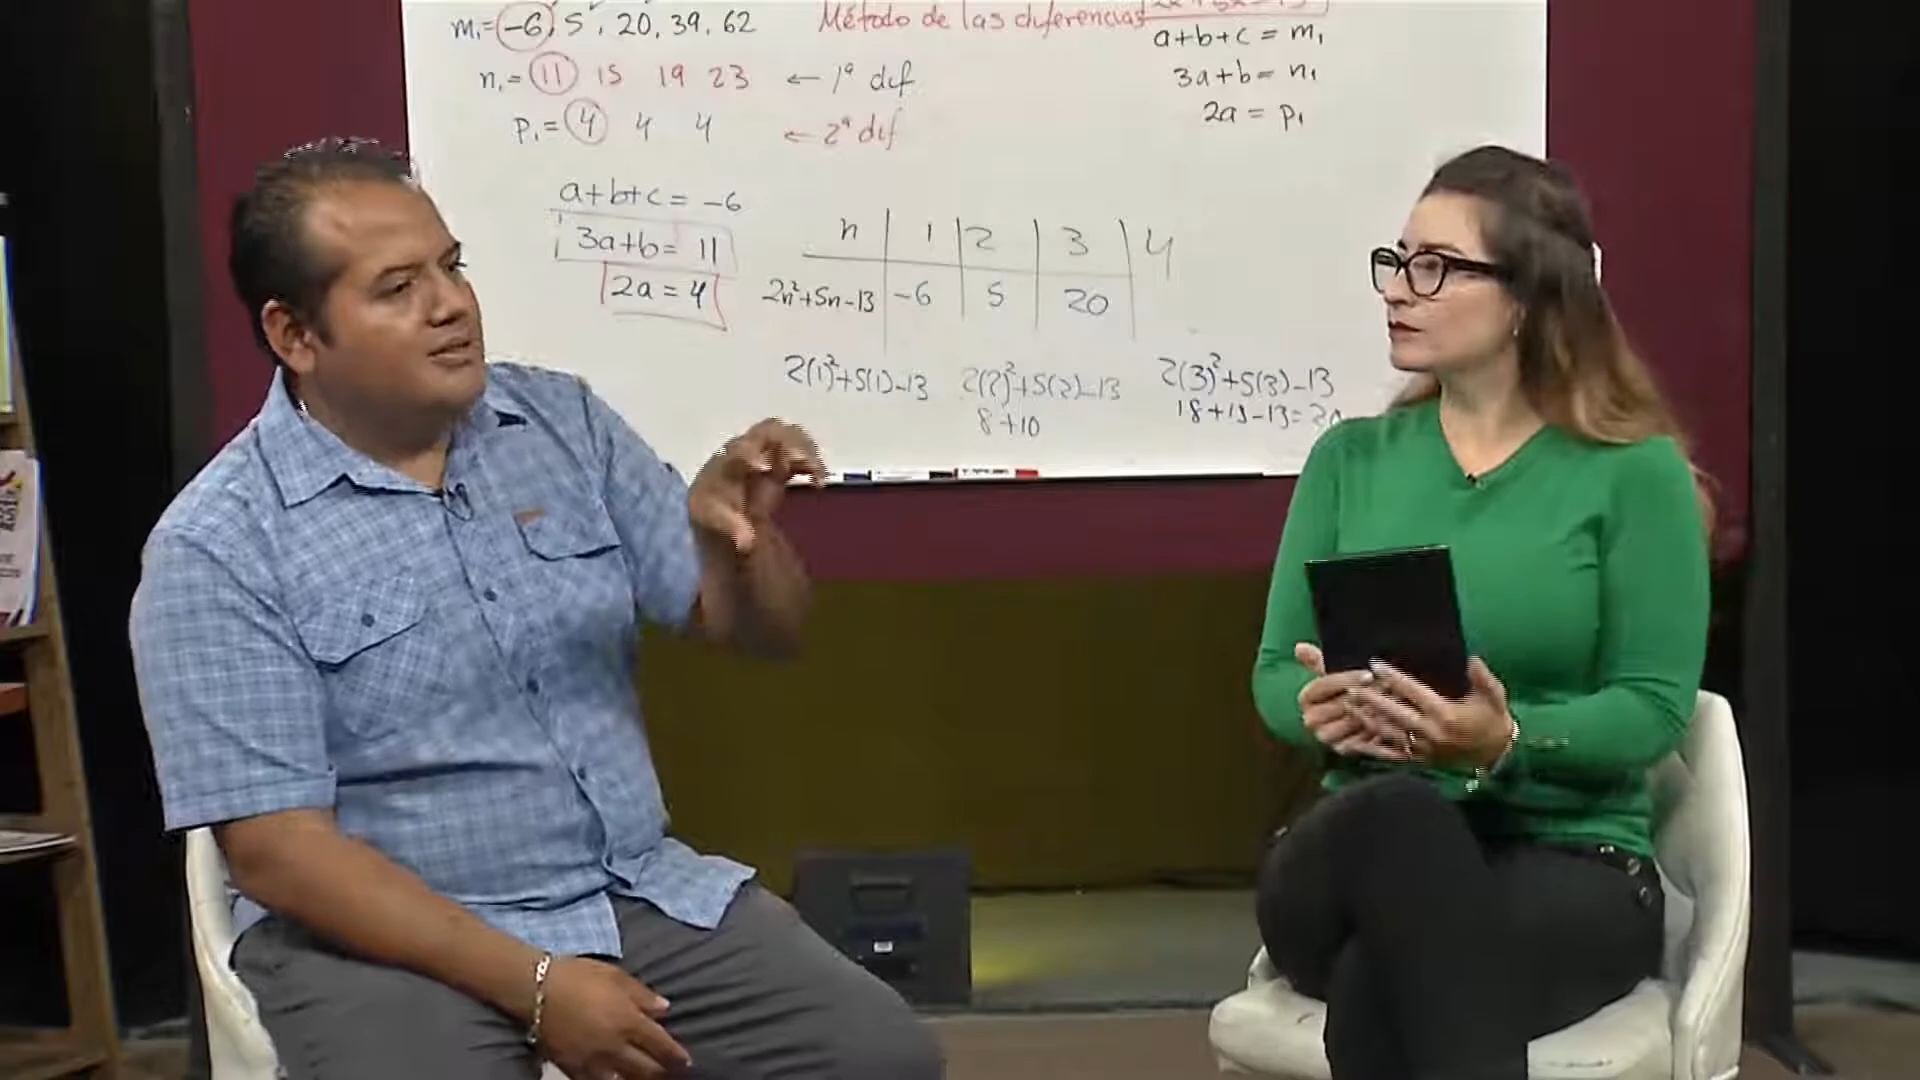 m₁= -6, 5, 20, 39, 62
Método de las diferencias
n₁= 11 15 19 23 ← 1ª dif
p₁= 4 4 4 ← 2ª dif
a+b+c = m₁
3a+b = n₁
2a = p₁
a+b+c = -6
3a+b = 11
2a = 4
n 1 2 3 4
2n²+5n-13 -6 5 20
2(1)²+5(1)-13
2(2)²+5(2)-13
8+10
2(3)²+5(3)-13
18+15-13=20